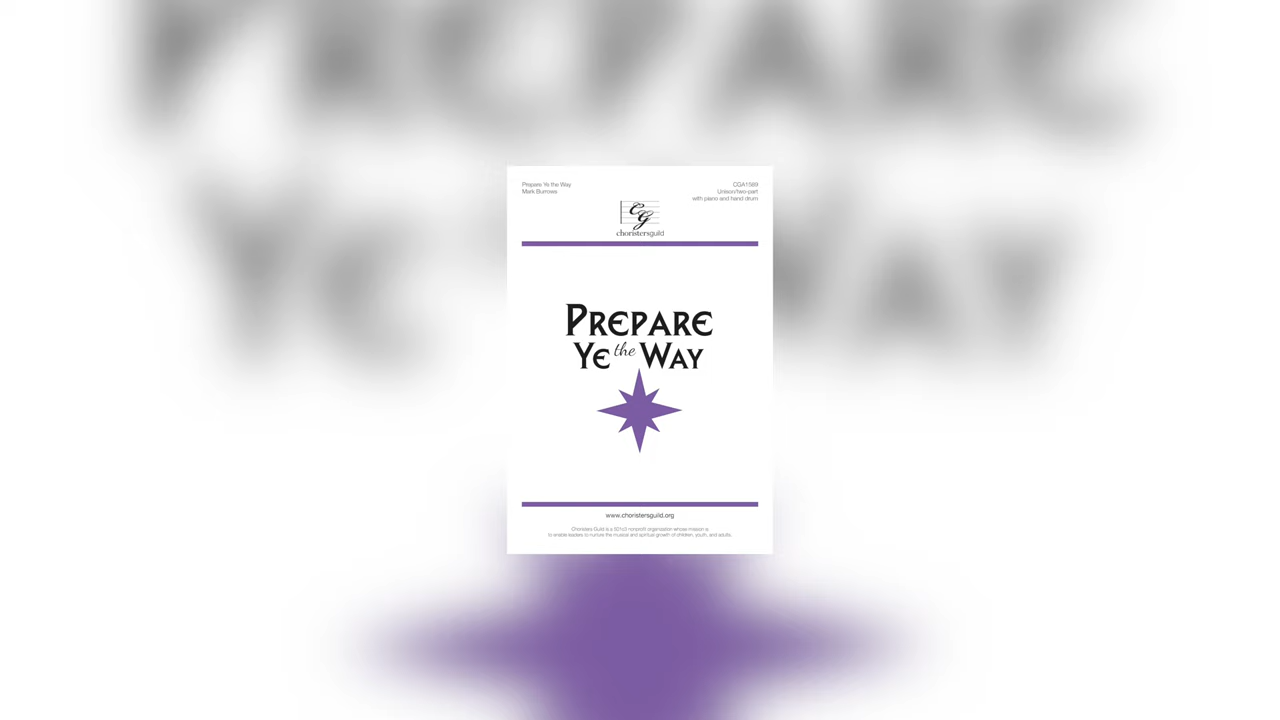 Prepare Ye the Way
Mark Burrows
CGA1569
Unison/two-part
with piano and hand drum
CG
choristersguild
PREPARE
YE the WAY
www.choristersguild.org
Choristers Guild is a 501c3 nonprofit organization whose mission is
to enable leaders to nurture the musical and spiritual growth of children, youth, and adults.